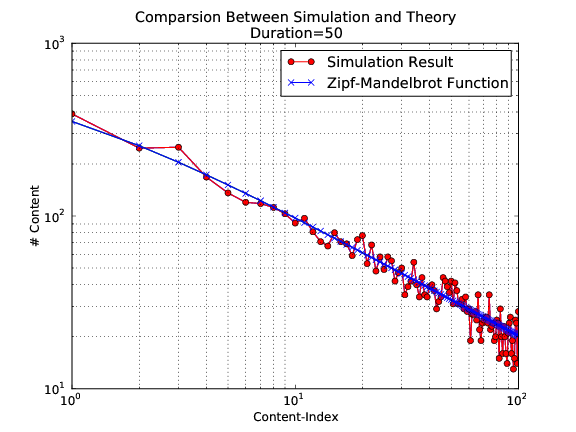 Comparsion Between Simulation and Theory
Duration=50
Simulation Result
Zipf-Mandelbrot Function
# Content
10³
10²
10¹
10⁰ 10¹ 10²
Content-Index